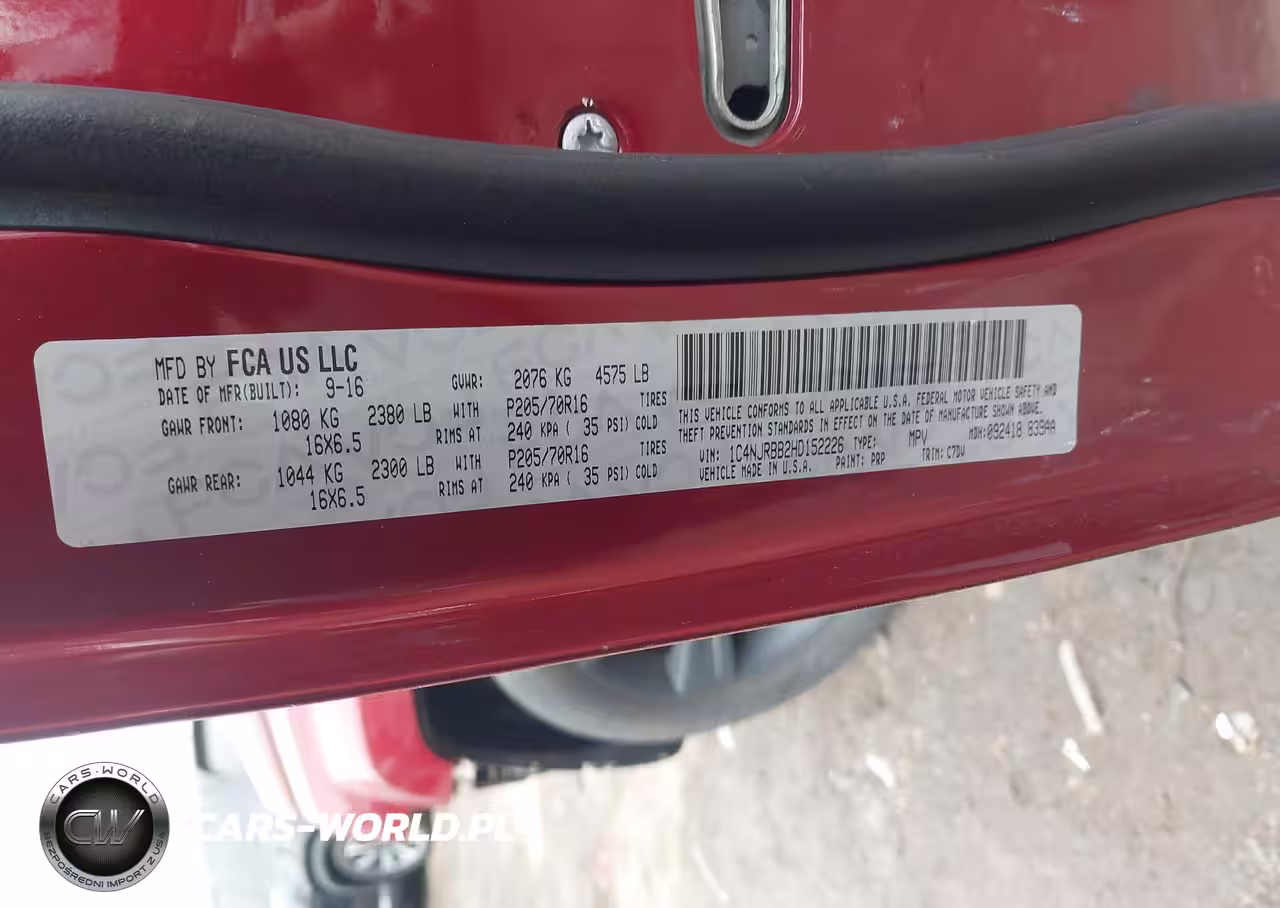 MFD BY FCA US LLC
DATE OF MFR(BUILT): 9-16 GVWR: 2076 KG 4575 LB
GAWR FRONT: 1080 KG 2380 LB WITH P205/70R16 TIRES
16X6.5 RIMS AT 240 KPA ( 35 PSI) COLD
GAWR REAR: 1044 KG 2300 LB WITH P205/70R16 TIRES
16X6.5 RIMS AT 240 KPA ( 35 PSI) COLD
THIS VEHICLE CONFORMS TO ALL APPLICABLE U.S.A. FEDERAL MOTOR VEHICLE SAFETY AND
THEFT PREVENTION STANDARDS IN EFFECT ON THE DATE OF MANUFACTURE SHOWN ABOVE.
MDH:092418 839AA
VIN: 1C4NJRBB2HD152226 TYPE: MPV
VEHICLE MADE IN U.S.A. PAINT: PRP TRIM: C7DV
CARS-WORLD
CW
BEZPOŚREDNI IMPORT Z USA
CARS-WORLD.PL